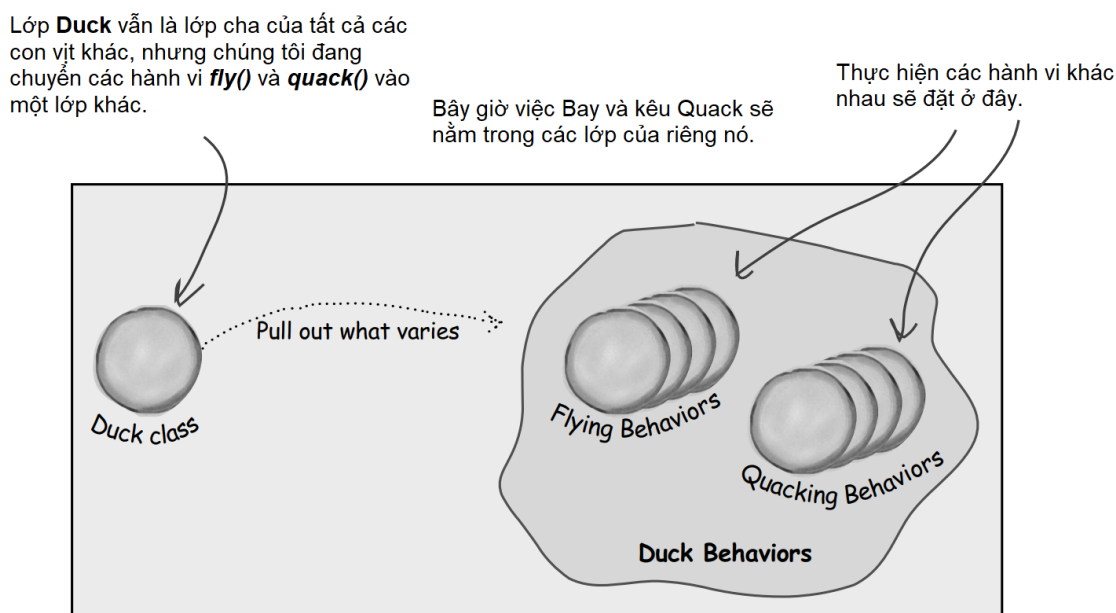 Lớp Duck vẫn là lớp cha của tất cả các
con vịt khác, nhưng chúng tôi đang
chuyển các hành vi fly() và quack() vào
một lớp khác.
Bây giờ việc Bay và kêu Quack sẽ
nằm trong các lớp của riêng nó.
Thực hiện các hành vi khác
nhau sẽ đặt ở đây.
Pull out what varies
Duck class
Flying Behaviors
Quacking Behaviors
Duck Behaviors